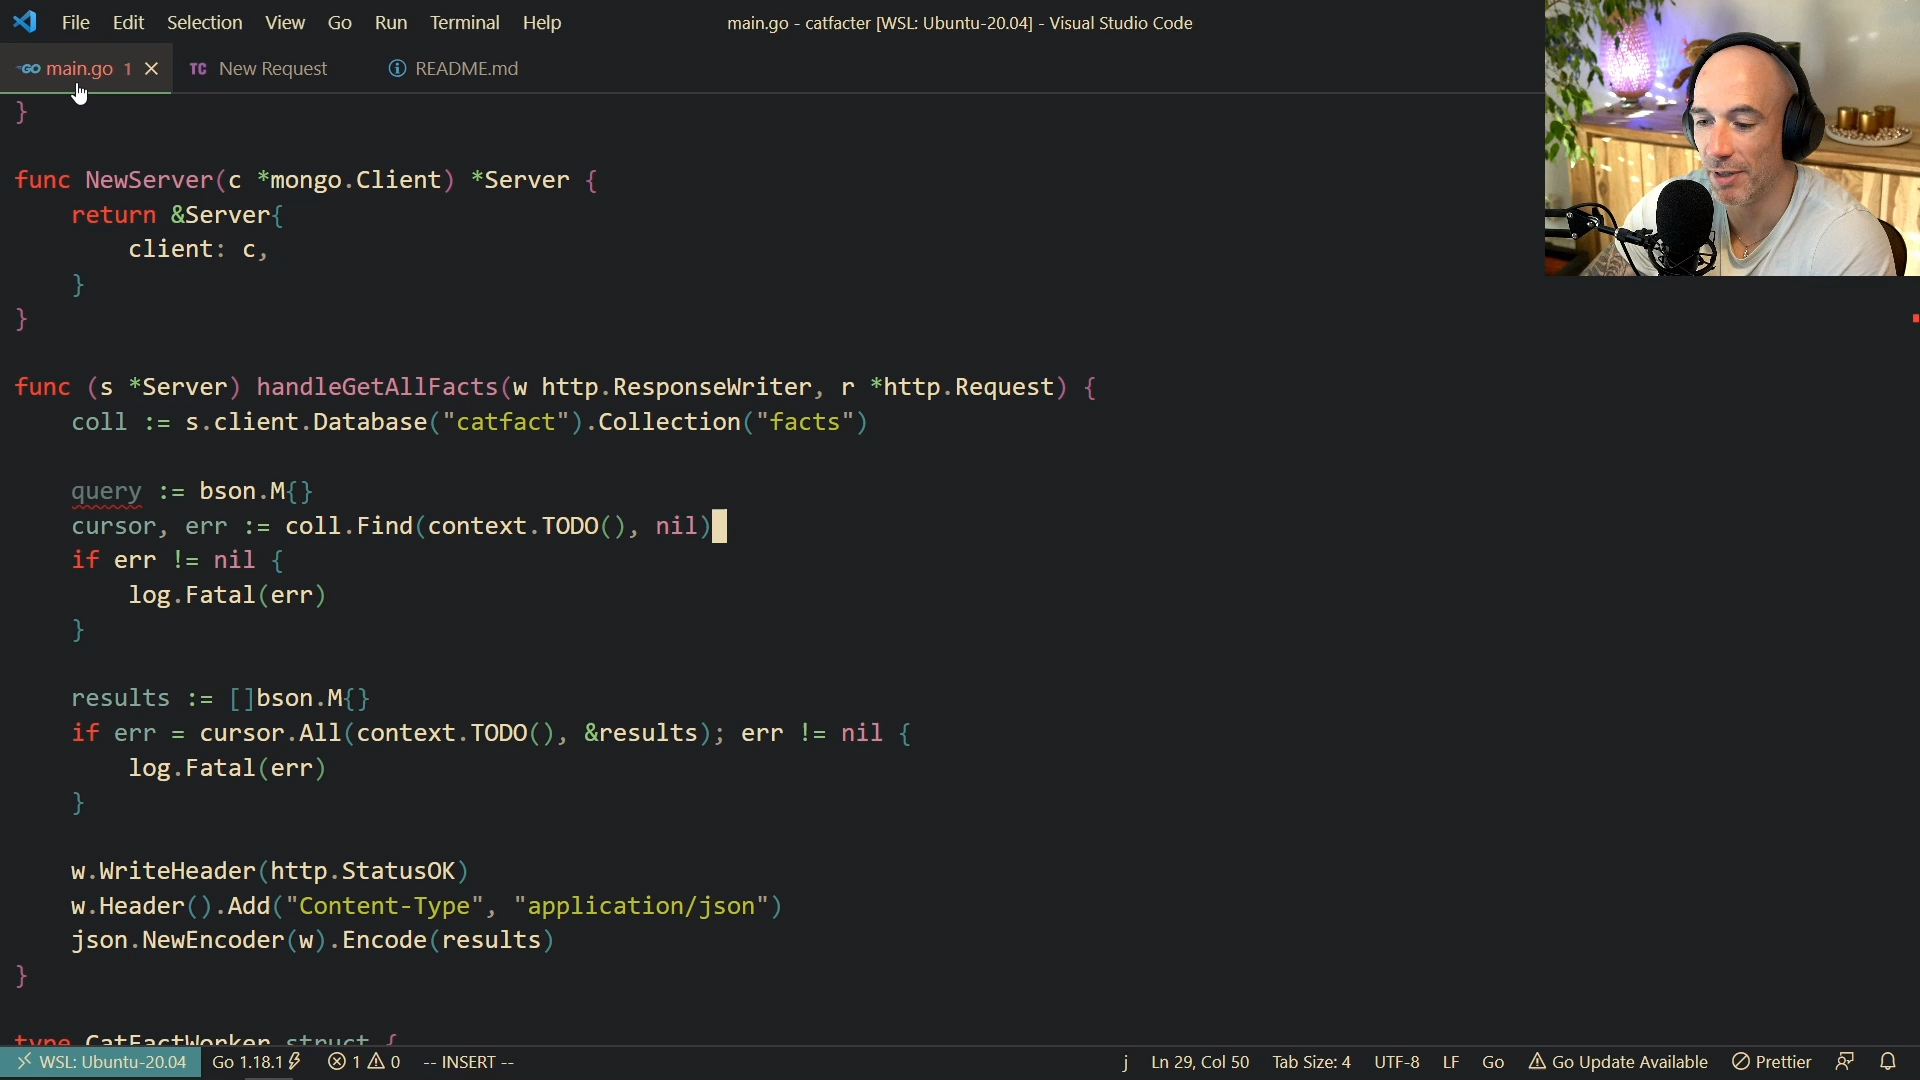 File Edit Selection View Go Run Terminal Help main.go - catfacter [WSL: Ubuntu-20.04] - Visual Studio Code
GO main.go 1 TC New Request README.md
}
func NewServer(c *mongo.Client) *Server {
    return &Server{
        client: c,
    }
}
func (s *Server) handleGetAllFacts(w http.ResponseWriter, r *http.Request) {
    coll := s.client.Database("catfact").Collection("facts")
    query := bson.M{}
    cursor, err := coll.Find(context.TODO(), nil)
    if err != nil {
        log.Fatal(err)
    }
    results := []bson.M{}
    if err = cursor.All(context.TODO(), &results); err != nil {
        log.Fatal(err)
    }
    w.WriteHeader(http.StatusOK)
    w.Header().Add("Content-Type", "application/json")
    json.NewEncoder(w).Encode(results)
}
type CatFactWorker struct {
WSL: Ubuntu-20.04 Go 1.18.1 1 0 -- INSERT -- j Ln 29, Col 50 Tab Size: 4 UTF-8 LF Go Go Update Available Prettier